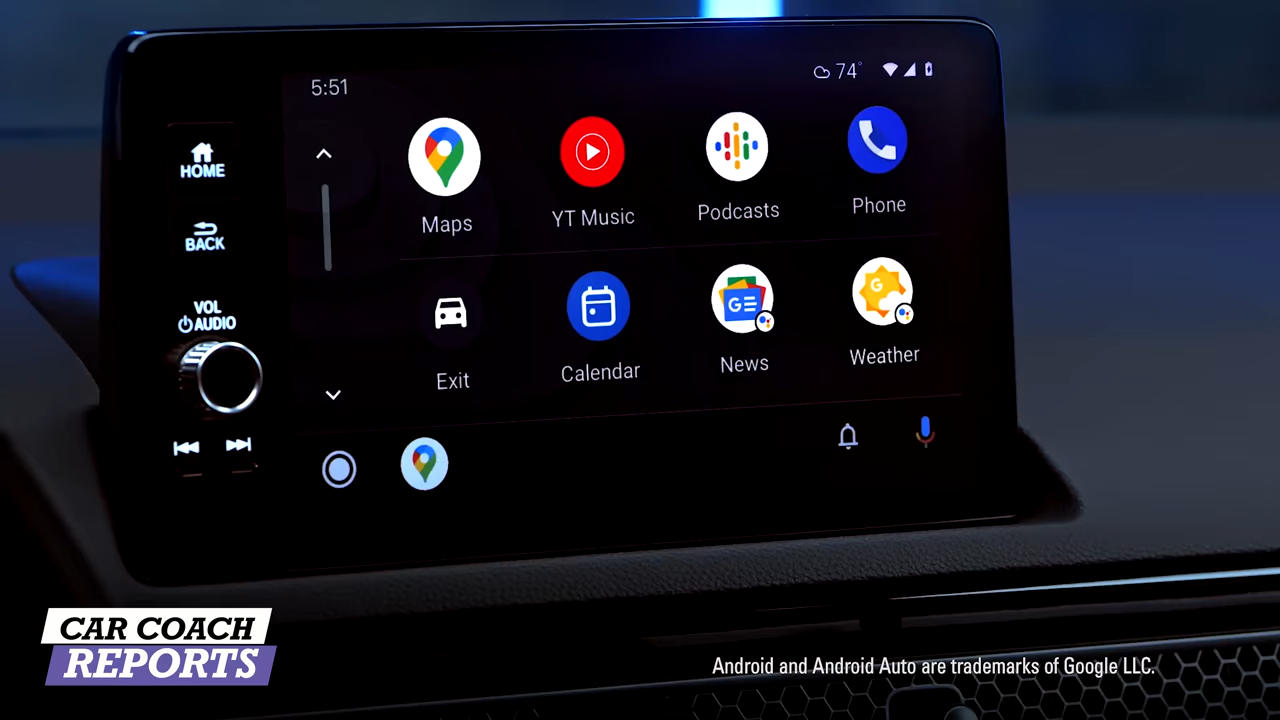 5:51
74°
HOME
BACK
VOL
AUDIO
Maps
YT Music
Podcasts
Phone
Exit
Calendar
G
News
G
Weather
CAR COACH
REPORTS
Android and Android Auto are trademarks of Google LLC.